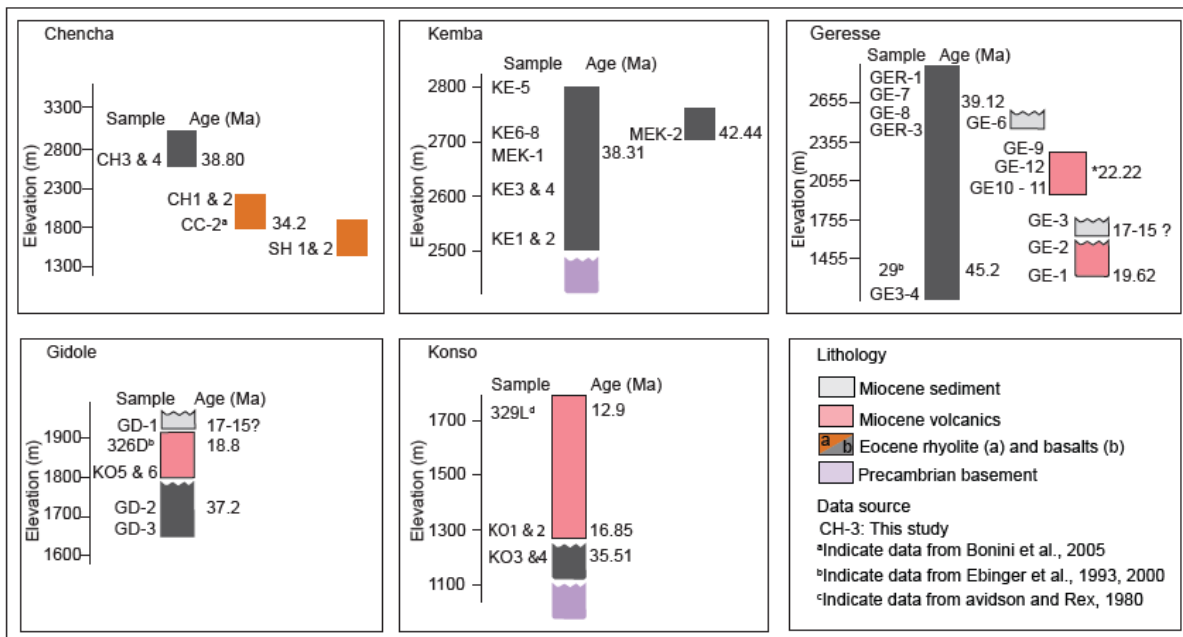 Chencha
Elevation (m)
3300
2800
2300
1800
1300
Sample Age (Ma)
CH3 & 4 38.80
CH1 & 2
CC-2ᵃ 34.2
SH 1& 2
Kemba
Elevation (m)
2800
2700
2600
2500
Sample Age (Ma)
KE-5
KE6-8
MEK-1 38.31
KE3 & 4
KE1 & 2
MEK-2 42.44
Geresse
Elevation (m)
2655
2355
2055
1755
1455
Sample Age (Ma)
GER-1
GE-7 39.12
GE-8
GER-3
GE-6
GE-9
GE-12 *22.22
GE10 - 11
GE-3 17-15 ?
GE-2
GE-1 19.62
29ᵇ 45.2
GE3-4
Gidole
Elevation (m)
1900
1800
1700
1600
Sample Age (Ma)
GD-1 17-15?
326Dᵇ 18.8
KO5 & 6
GD-2 37.2
GD-3
Konso
Elevation (m)
1700
1500
1300
1100
Sample Age (Ma)
329Lᵈ 12.9
KO1 & 2 16.85
KO3 &4 35.51
Lithology
Miocene sediment
Miocene volcanics
a b Eocene rhyolite (a) and basalts (b)
Precambrian basement
Data source
CH-3: This study
ᵃIndicate data from Bonini et al., 2005
ᵇIndicate data from Ebinger et al., 1993, 2000
ᶜIndicate data from avidson and Rex, 1980